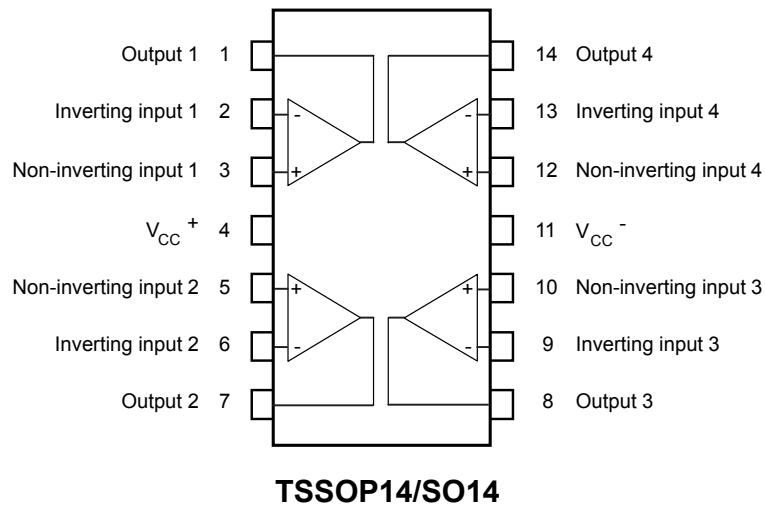 Output 1 1 14 Output 4
Inverting input 1 2 - - 13 Inverting input 4
Non-inverting input 1 3 + + 12 Non-inverting input 4
VCC + 4 11 VCC -
Non-inverting input 2 5 + + 10 Non-inverting input 3
Inverting input 2 6 - - 9 Inverting input 3
Output 2 7 8 Output 3
TSSOP14/SO14